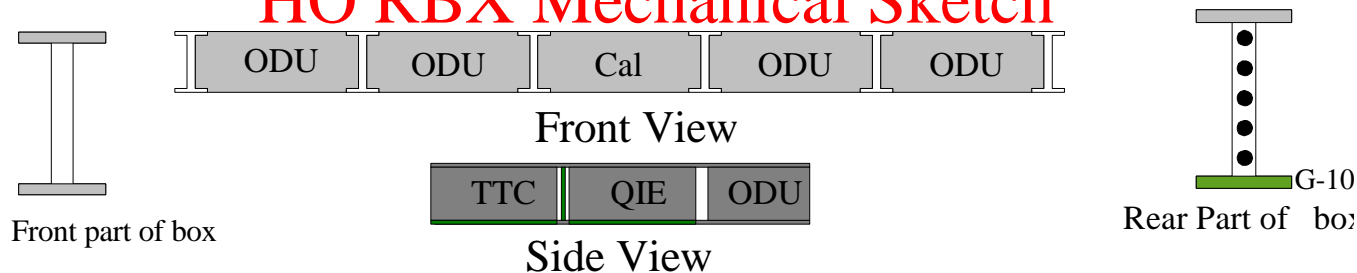 HO RBX Mechanical Sketch
ODU ODU Cal ODU ODU
Front View
TTC QIE ODU
Side View
Front part of box
G-10
Rear Part of box